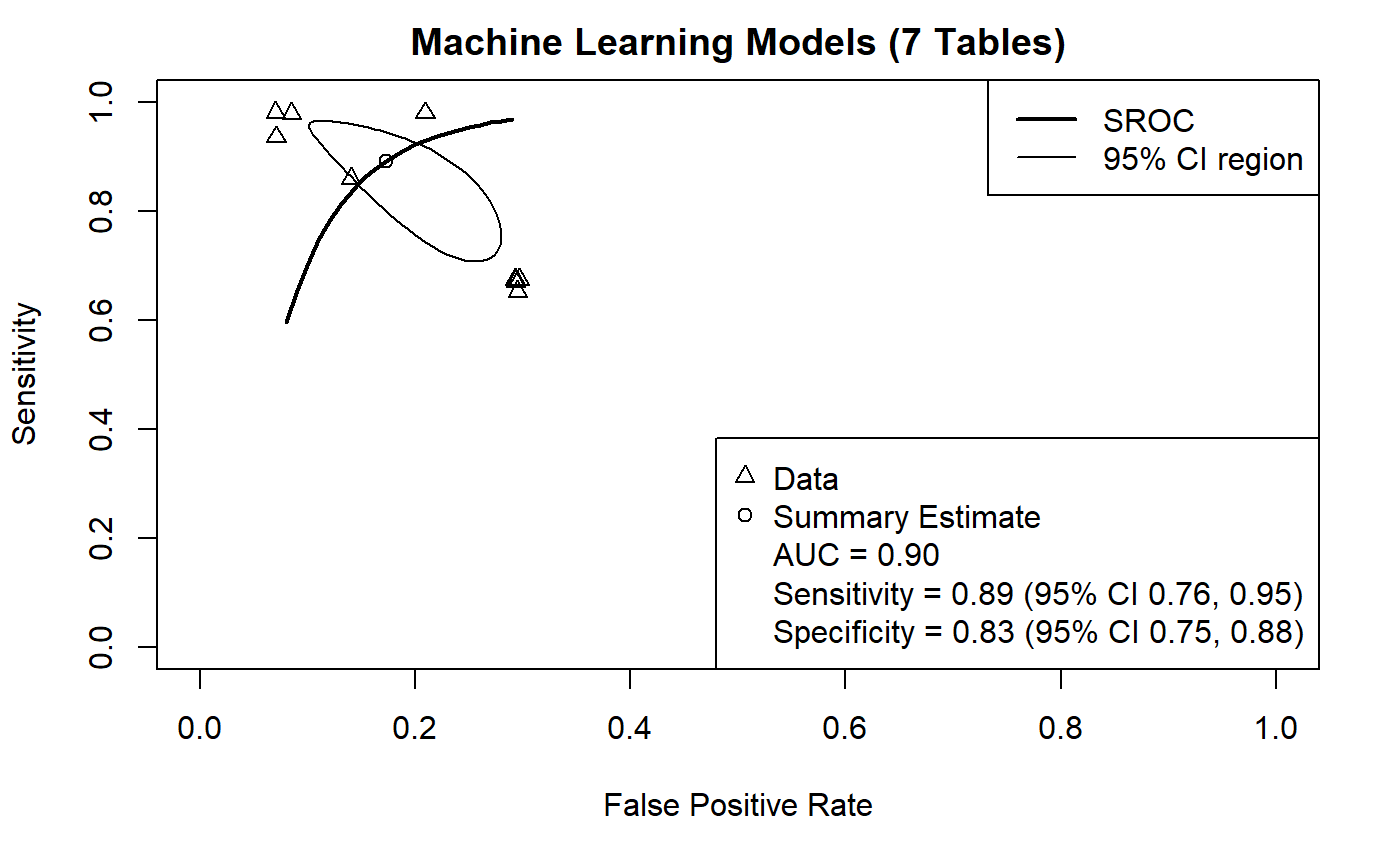 Machine Learning Models (7 Tables)
SROC
95% CI region
1.0
0.8
0.6
0.4
0.2
0.0
Sensitivity
Data
Summary Estimate
AUC = 0.90
Sensitivity = 0.89 (95% CI 0.76, 0.95)
Specificity = 0.83 (95% CI 0.75, 0.88)
0.0 0.2 0.4 0.6 0.8 1.0
False Positive Rate